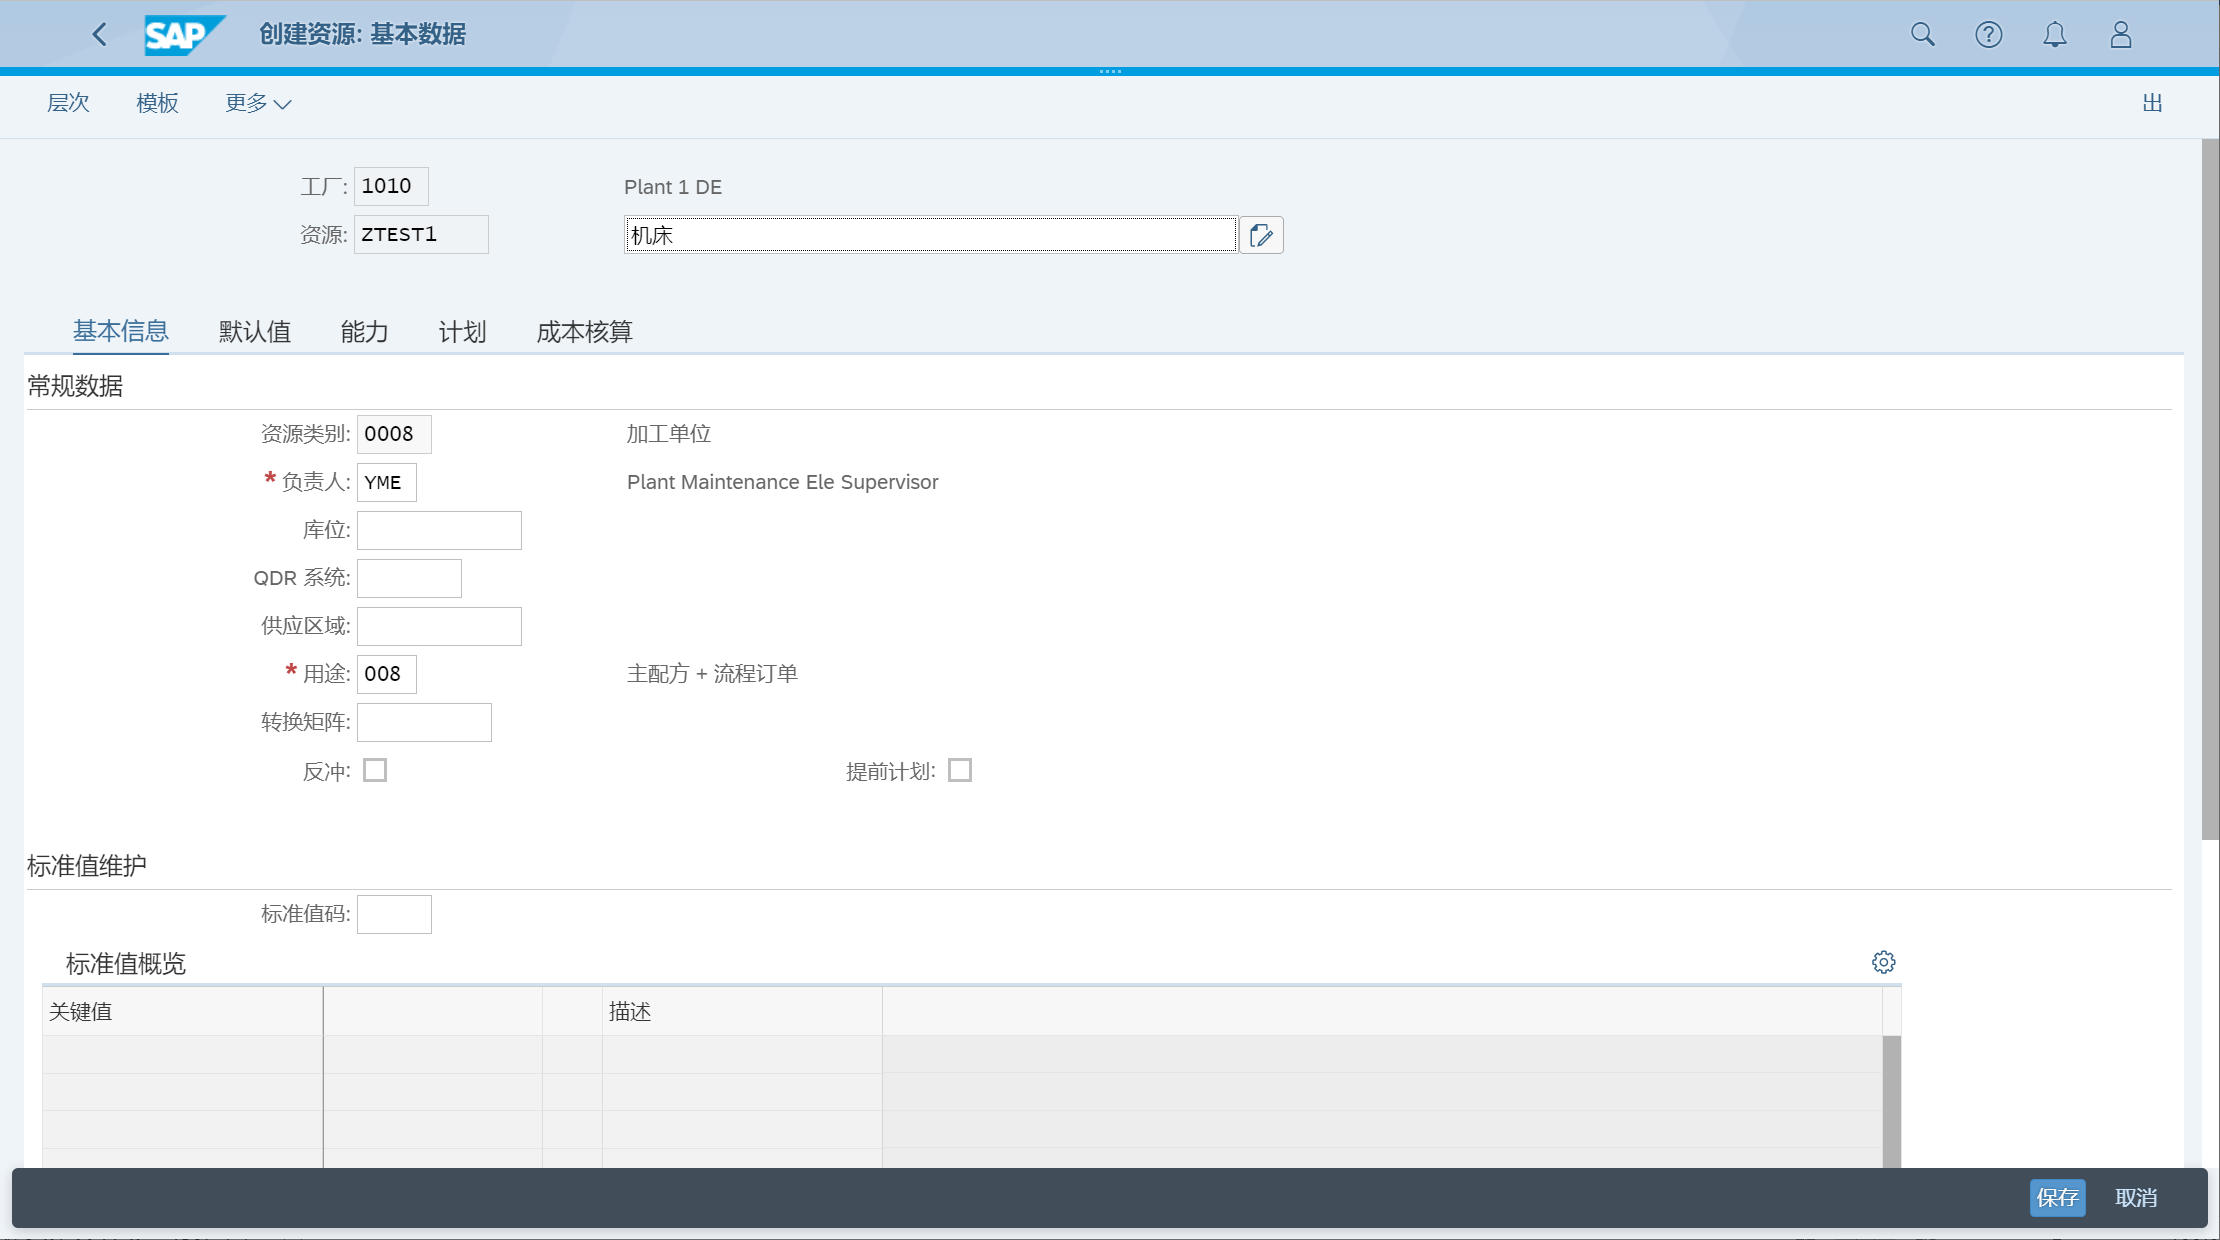 SAP 创建资源: 基本数据
层次 模板 更多 出
工厂: 1010 Plant 1 DE
资源: ZTEST1 机床
基本信息 默认值 能力 计划 成本核算
常规数据
资源类别: 0008 加工单位
* 负责人: YME Plant Maintenance Ele Supervisor
库位:
QDR 系统:
供应区域:
* 用途: 008 主配方 + 流程订单
转换矩阵:
反冲: 提前计划:
标准值维护
标准值码:
标准值概览
关键值 描述
保存 取消